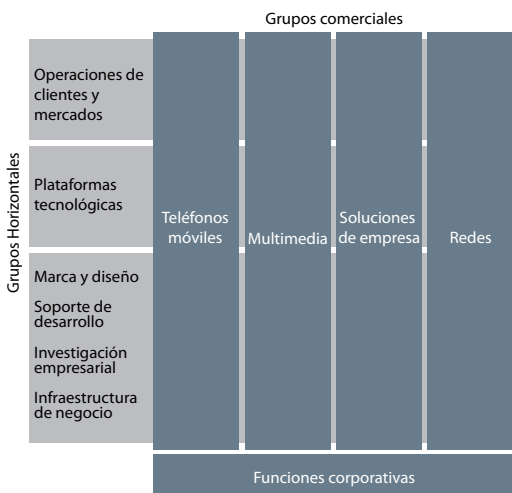 Grupos comerciales
Grupos Horizontales
Operaciones de
clientes y
mercados
Plataformas
tecnológicas
Marca y diseño
Soporte de
desarrollo
Investigación
empresarial
Infraestructura
de negocio
Teléfonos
móviles
Multimedia
Soluciones
de empresa
Redes
Funciones corporativas